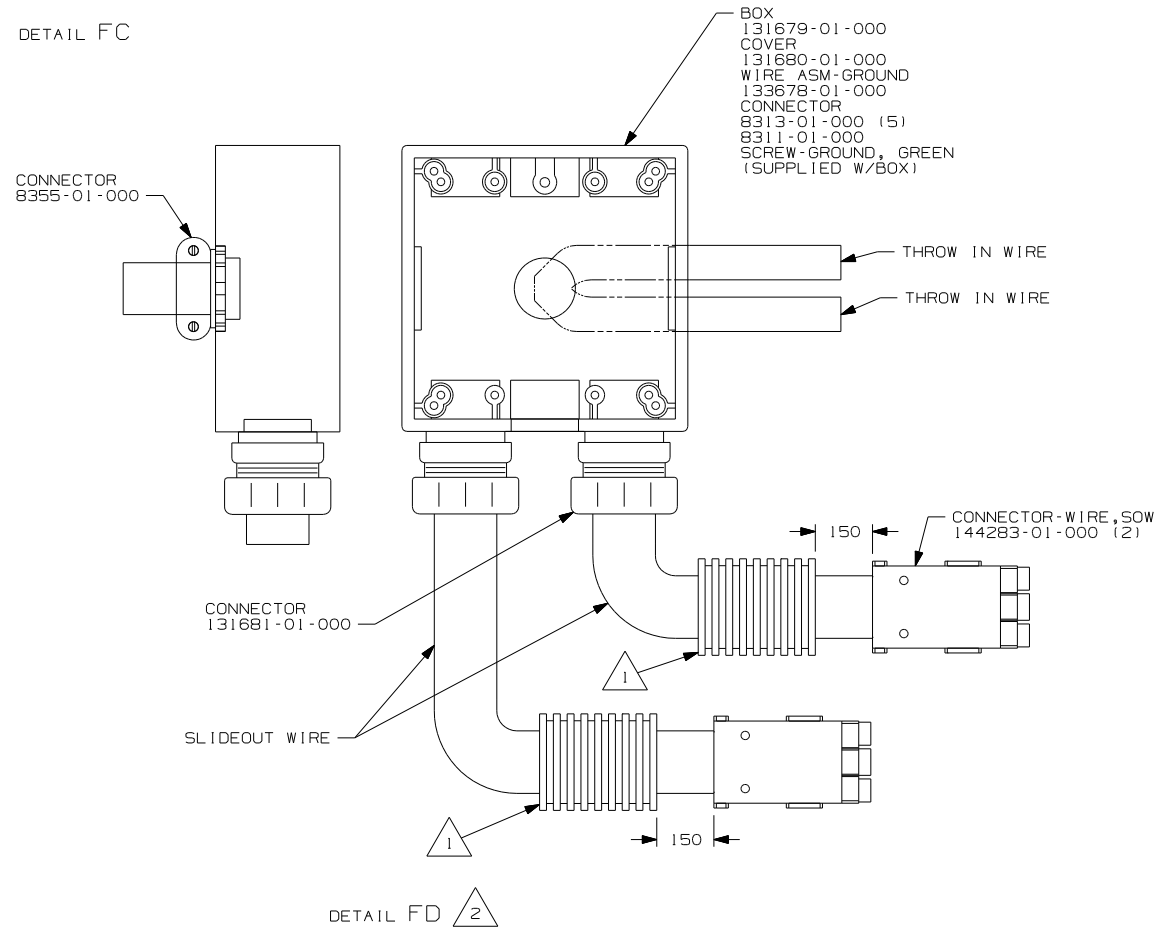 DETAIL FC
BOX
131679-01-000
COVER
131680-01-000
WIRE ASM-GROUND
133678-01-000
CONNECTOR
8313-01-000 (5)
8311-01-000
SCREW-GROUND, GREEN
(SUPPLIED W/BOX)
CONNECTOR
8355-01-000
THROW IN WIRE
THROW IN WIRE
150
CONNECTOR-WIRE,SOW
144283-01-000 (2)
CONNECTOR
131681-01-000
1
SLIDEOUT WIRE
1
150
DETAIL FD
2